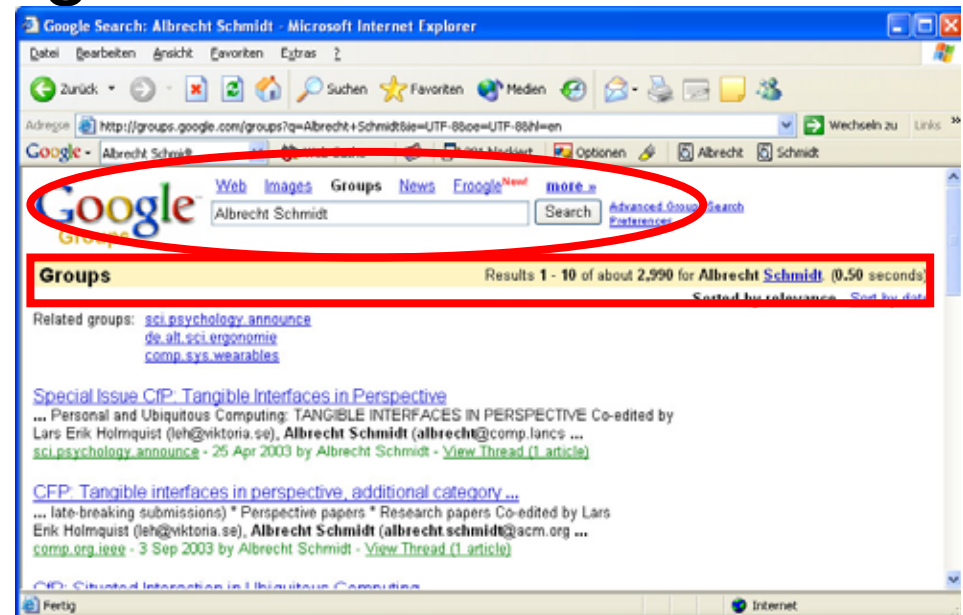 Google Search: Albrecht Schmidt - Microsoft Internet Explorer
Datei Bearbeiten Ansicht Favoriten Extras ?
Zurück Suchen Favoriten Medien
Adresse http://groups.google.com/groups?q=Albrecht+Schmidt&ie=UTF-8&oe=UTF-8&hl=en Wechseln zu Links »
Google - Albrecht Schmidt Optionen Albrecht Schmidt
Web Images Groups News Froogle New! more »
Google Albrecht Schmidt Search Advanced Groups Search
Groups Preferences
Groups Results 1 - 10 of about 2,990 for Albrecht Schmidt. (0.50 seconds)
Sorted by relevance Sort by date
Related groups: sci.psychology.announce
de.alt.sci.ergonomie
comp.sys.wearables
Special Issue CfP: Tangible Interfaces in Perspective
... Personal and Ubiquitous Computing: TANGIBLE INTERFACES IN PERSPECTIVE Co-edited by
Lars Erik Holmquist (leh@viktoria.se), Albrecht Schmidt (albrecht@comp.lancs ...
sci.psychology.announce - 25 Apr 2003 by Albrecht Schmidt - View Thread (1 article)
CFP: Tangible interfaces in perspective, additional category ...
... late-breaking submissions) * Perspective papers * Research papers Co-edited by Lars
Erik Holmquist (leh@viktoria.se), Albrecht Schmidt (albrecht.schmidt@acm.org ...
comp.org.ieee - 3 Sep 2003 by Albrecht Schmidt - View Thread (1 article)
CfP: Situated Interaction in Ubiquitous Computing
Fertig Internet